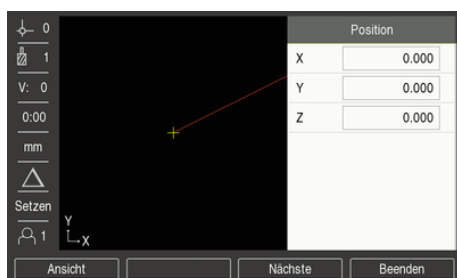 0
1
V: 0
0:00
mm
Setzen
1
Y
X
Position
X 0.000
Y 0.000
Z 0.000
Ansicht
Nächste
Beenden